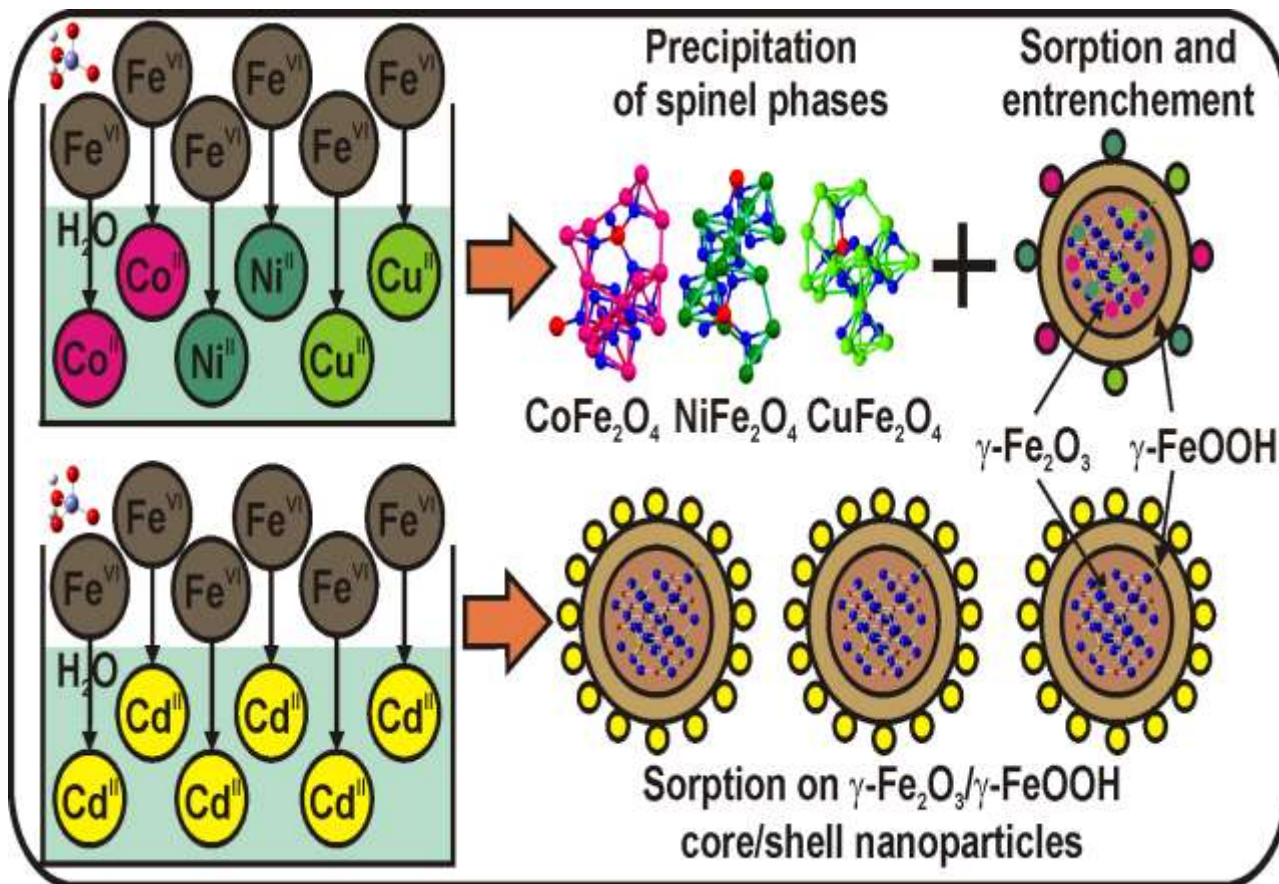 Fe^VI Fe^VI Fe^VI
Fe^VI Fe^VI Fe^VI
H₂O
Co^II Ni^II Cu^II
Co^II Ni^II Cu^II
Precipitation
of spinel phases
CoFe₂O₄ NiFe₂O₄ CuFe₂O₄
+
Sorption and
entrenchement
γ-Fe₂O₃ γ-FeOOH
Fe^VI Fe^VI Fe^VI
Fe^VI Fe^VI Fe^VI
H₂O
Cd^II Cd^II Cd^II
Cd^II Cd^II Cd^II
Sorption on γ-Fe₂O₃/γ-FeOOH
core/shell nanoparticles